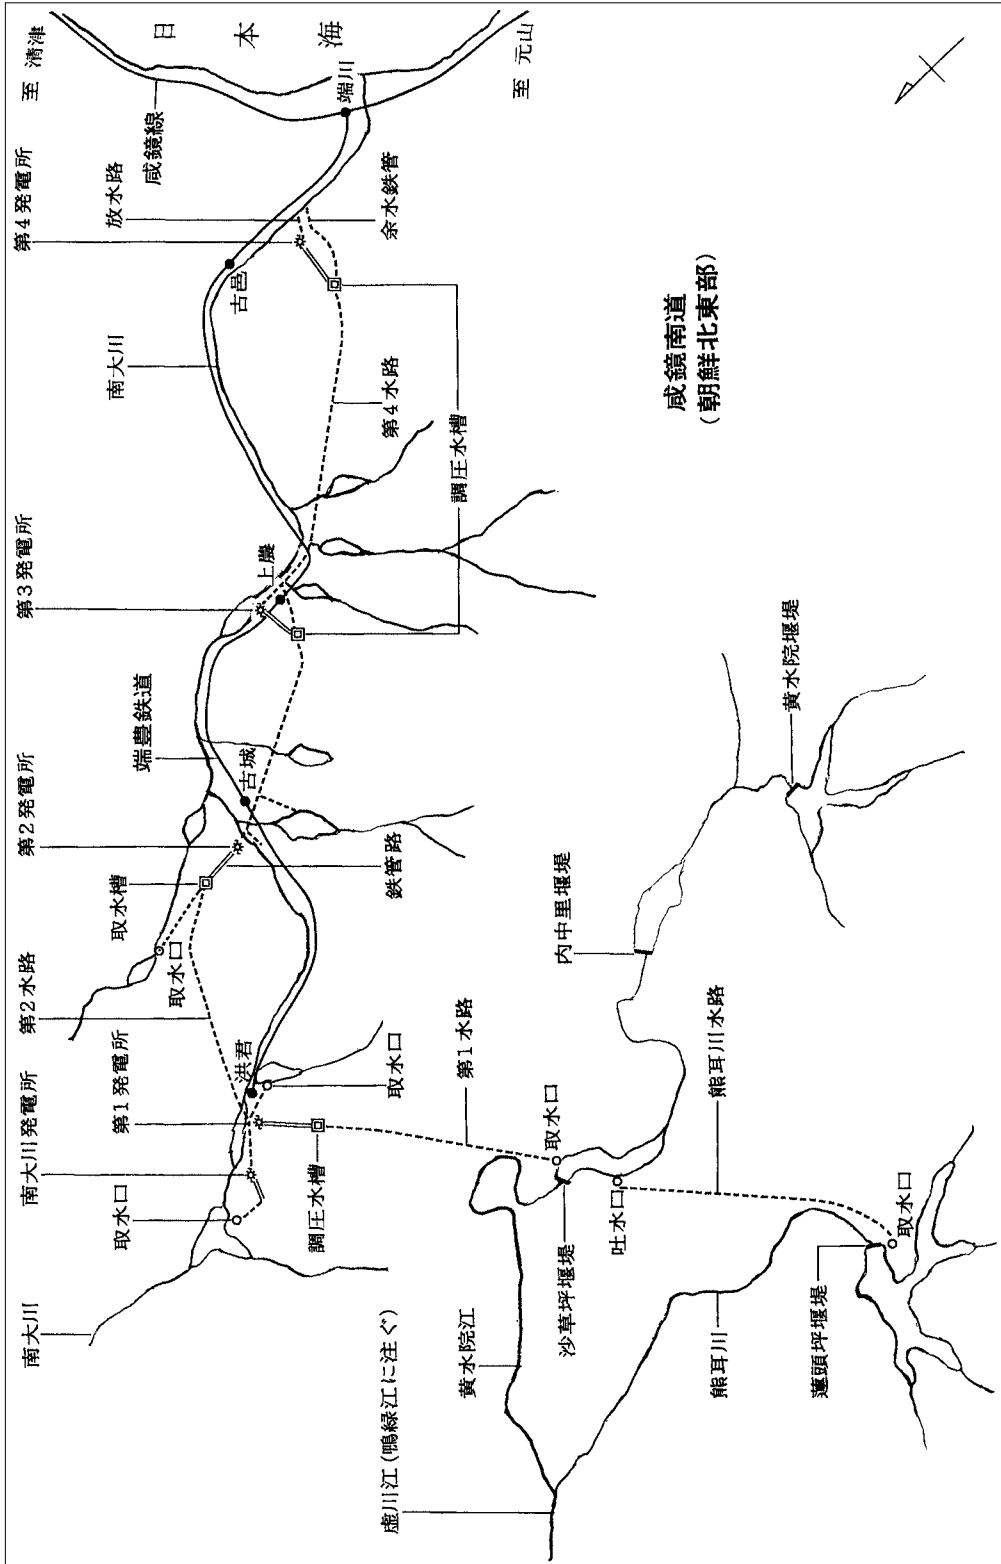 日本海
至 清津
咸鏡線
端川
至 元山
第4発電所
放水路
余水鉄管
古邑
南大川
第4水路
調圧水槽
咸鏡南道
(朝鮮北東部)
第3発電所
上農
端豊鉄道
古城
第2発電所
取水槽
鉄管路
取水口
第2水路
黄水院堰堤
内中里堰堤
第1発電所
洪君
取水口
第1水路
取水口
熊耳川水路
南大川発電所
取水口
調圧水槽
沙草坪堰堤
吐水口
取水口
南大川
黄水院江
熊耳川
蓮頭坪堰堤
虚川江(鴨緑江に注ぐ)